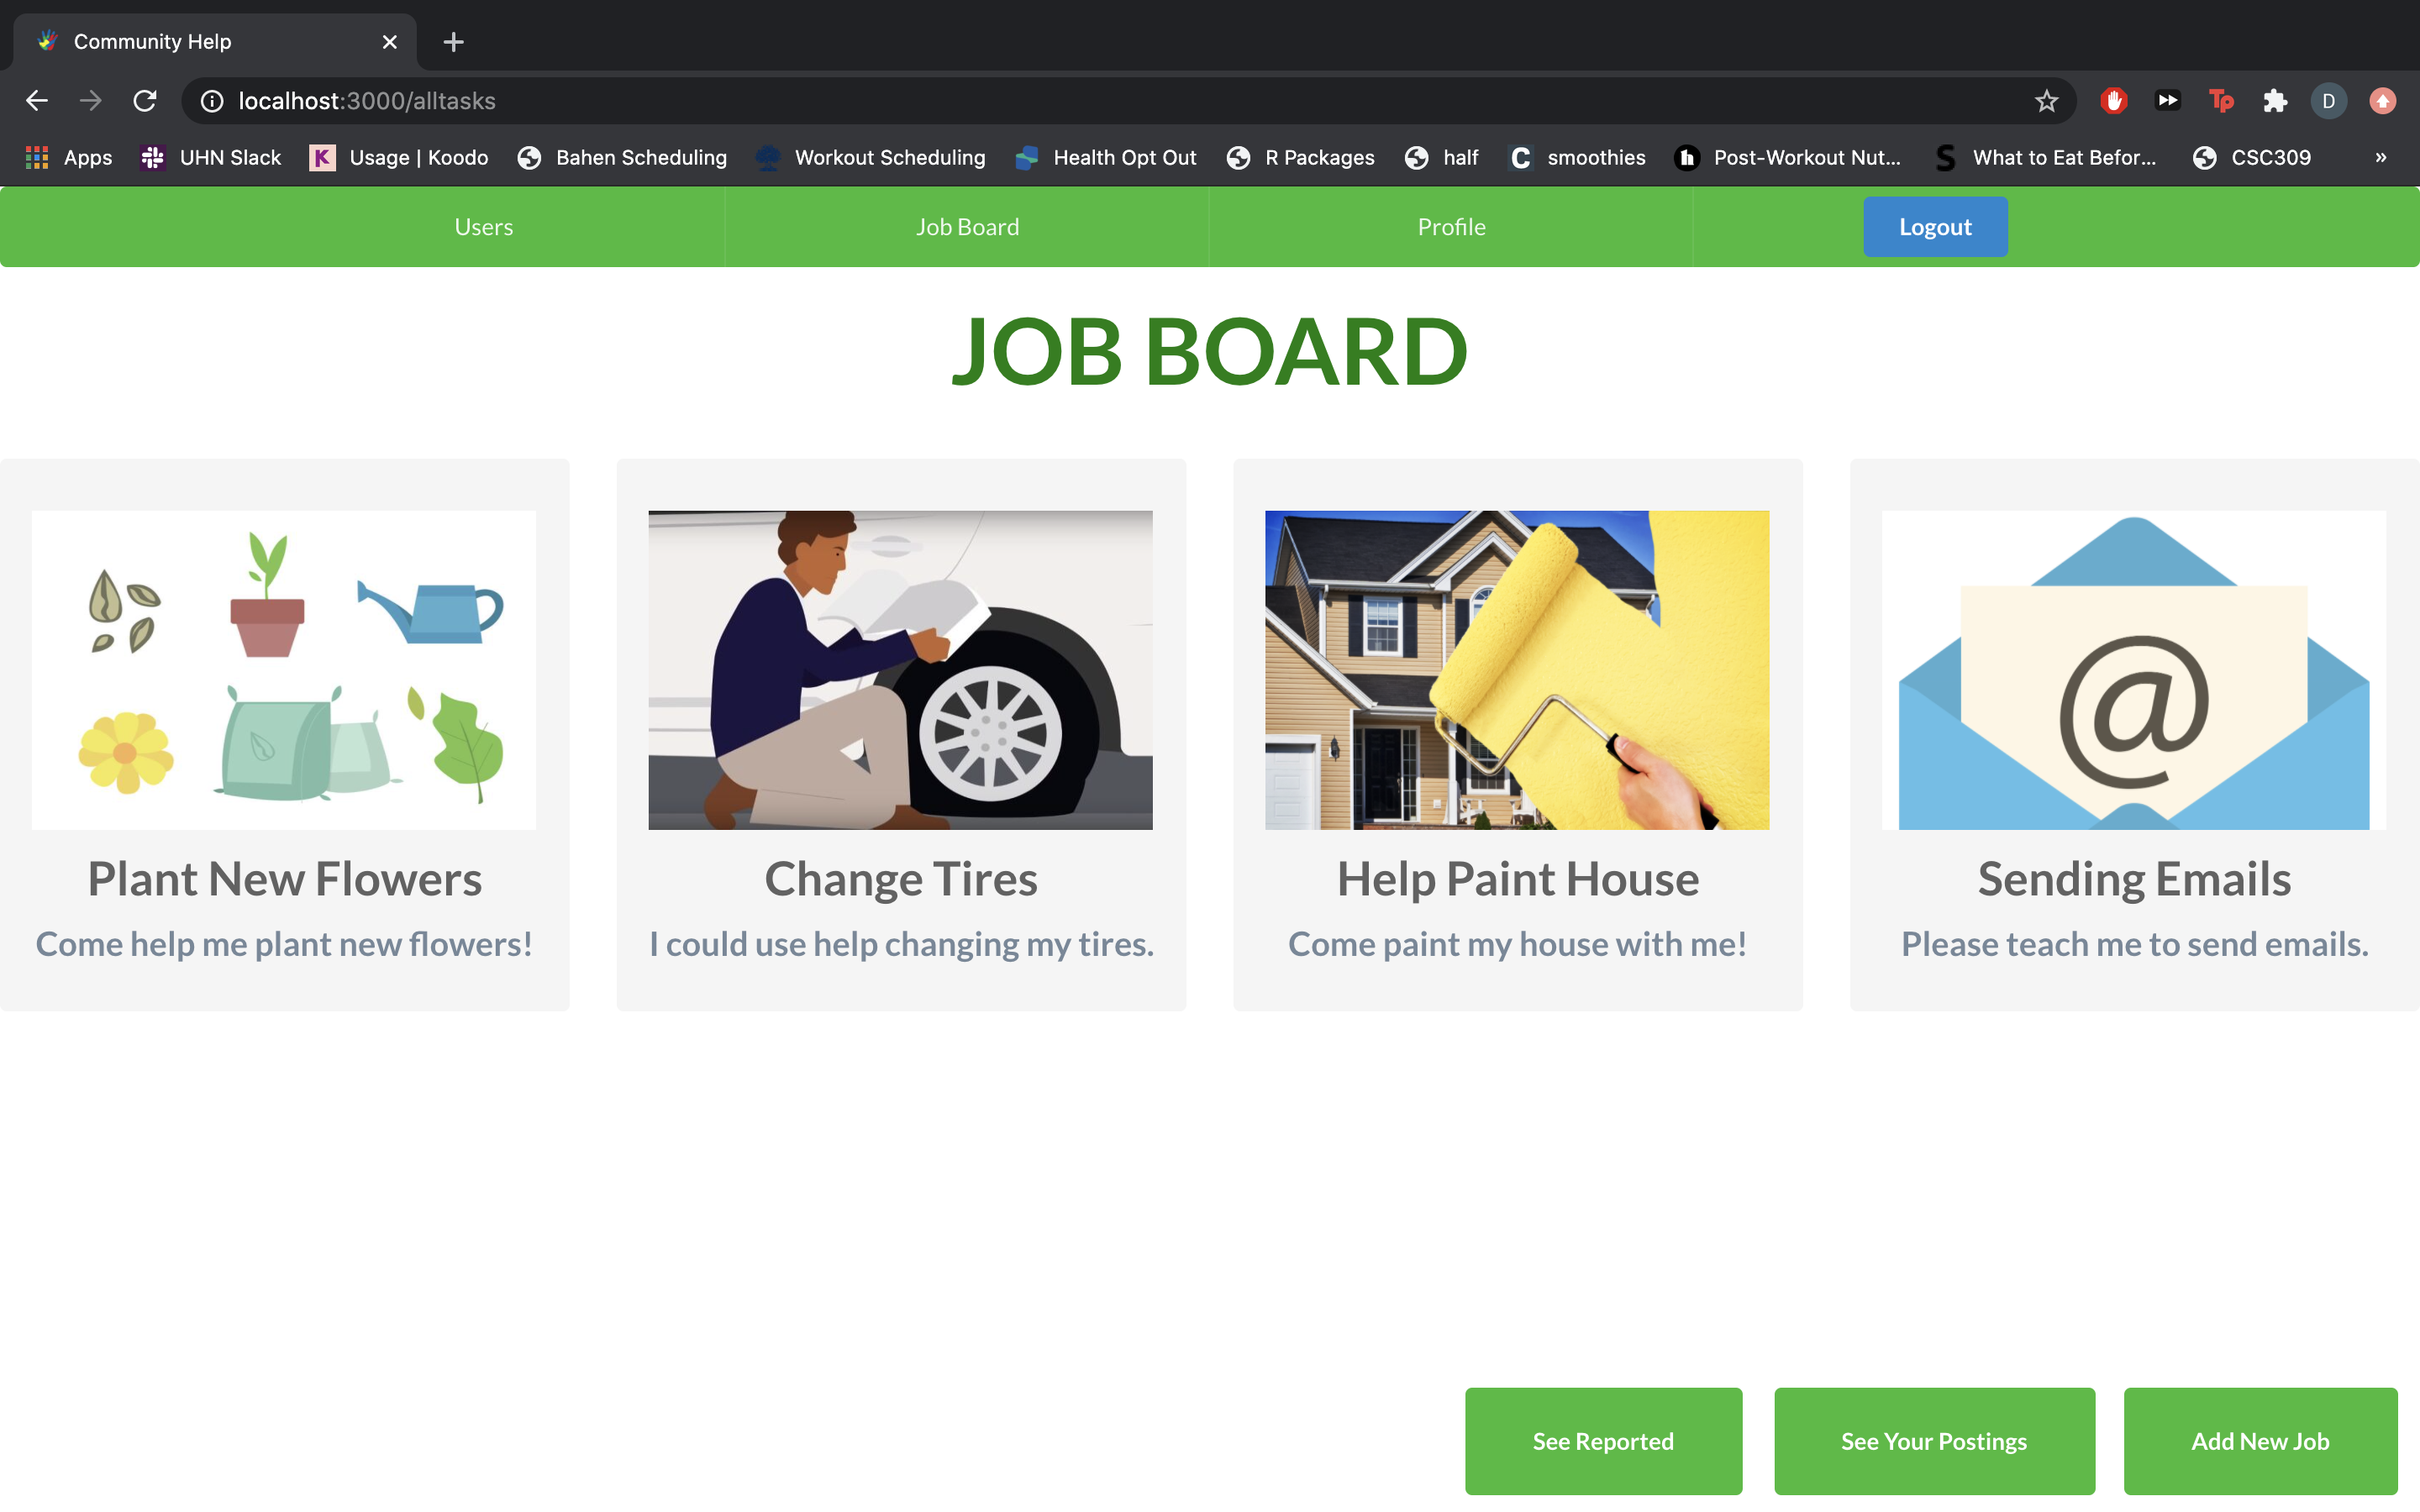 Community Help
localhost:3000/alltasks
D
Apps UHN Slack K Usage | Koodo Bahen Scheduling Workout Scheduling Health Opt Out R Packages half C smoothies h Post-Workout Nut... S What to Eat Befor... CSC309 »
Users Job Board Profile Logout
JOB BOARD
@
Plant New Flowers
Come help me plant new flowers!
Change Tires
I could use help changing my tires.
Help Paint House
Come paint my house with me!
Sending Emails
Please teach me to send emails.
See Reported See Your Postings Add New Job